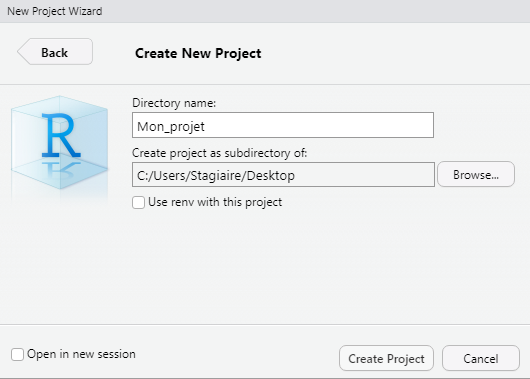 New Project Wizard
Back
Create New Project
R
Directory name:
Mon_projet
Create project as subdirectory of:
C:/Users/Stagiaire/Desktop
Browse...
Use renv with this project
Open in new session
Create Project
Cancel